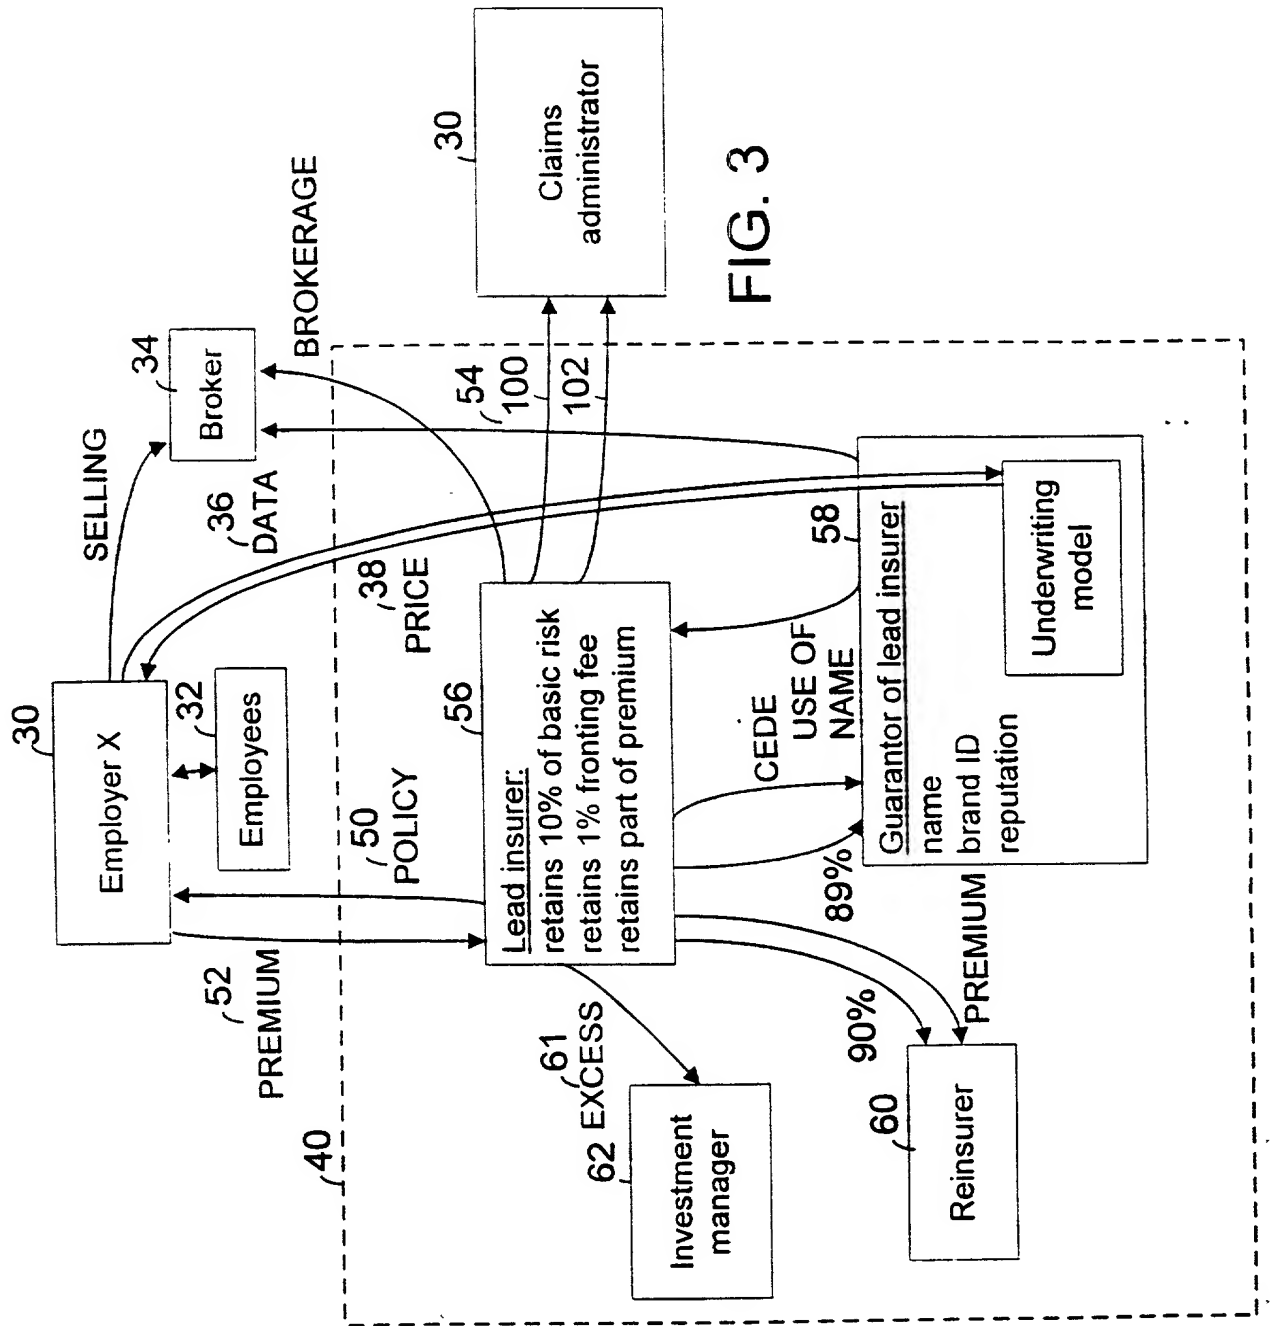 30
Employer X
32
Employees
SELLING
34
Broker
36
DATA
BROKERAGE
52
PREMIUM
50
POLICY
38
PRICE
54
100
102
30
Claims
administrator
40
56
Lead insurer:
retains 10% of basic risk
retains 1% fronting fee
retains part of premium
61
EXCESS
62
Investment
manager
CEDE
USE OF
NAME
89%
58
Guarantor of lead insurer
name
brand ID
reputation
Underwriting
model
90%
PREMIUM
60
Reinsurer
FIG. 3